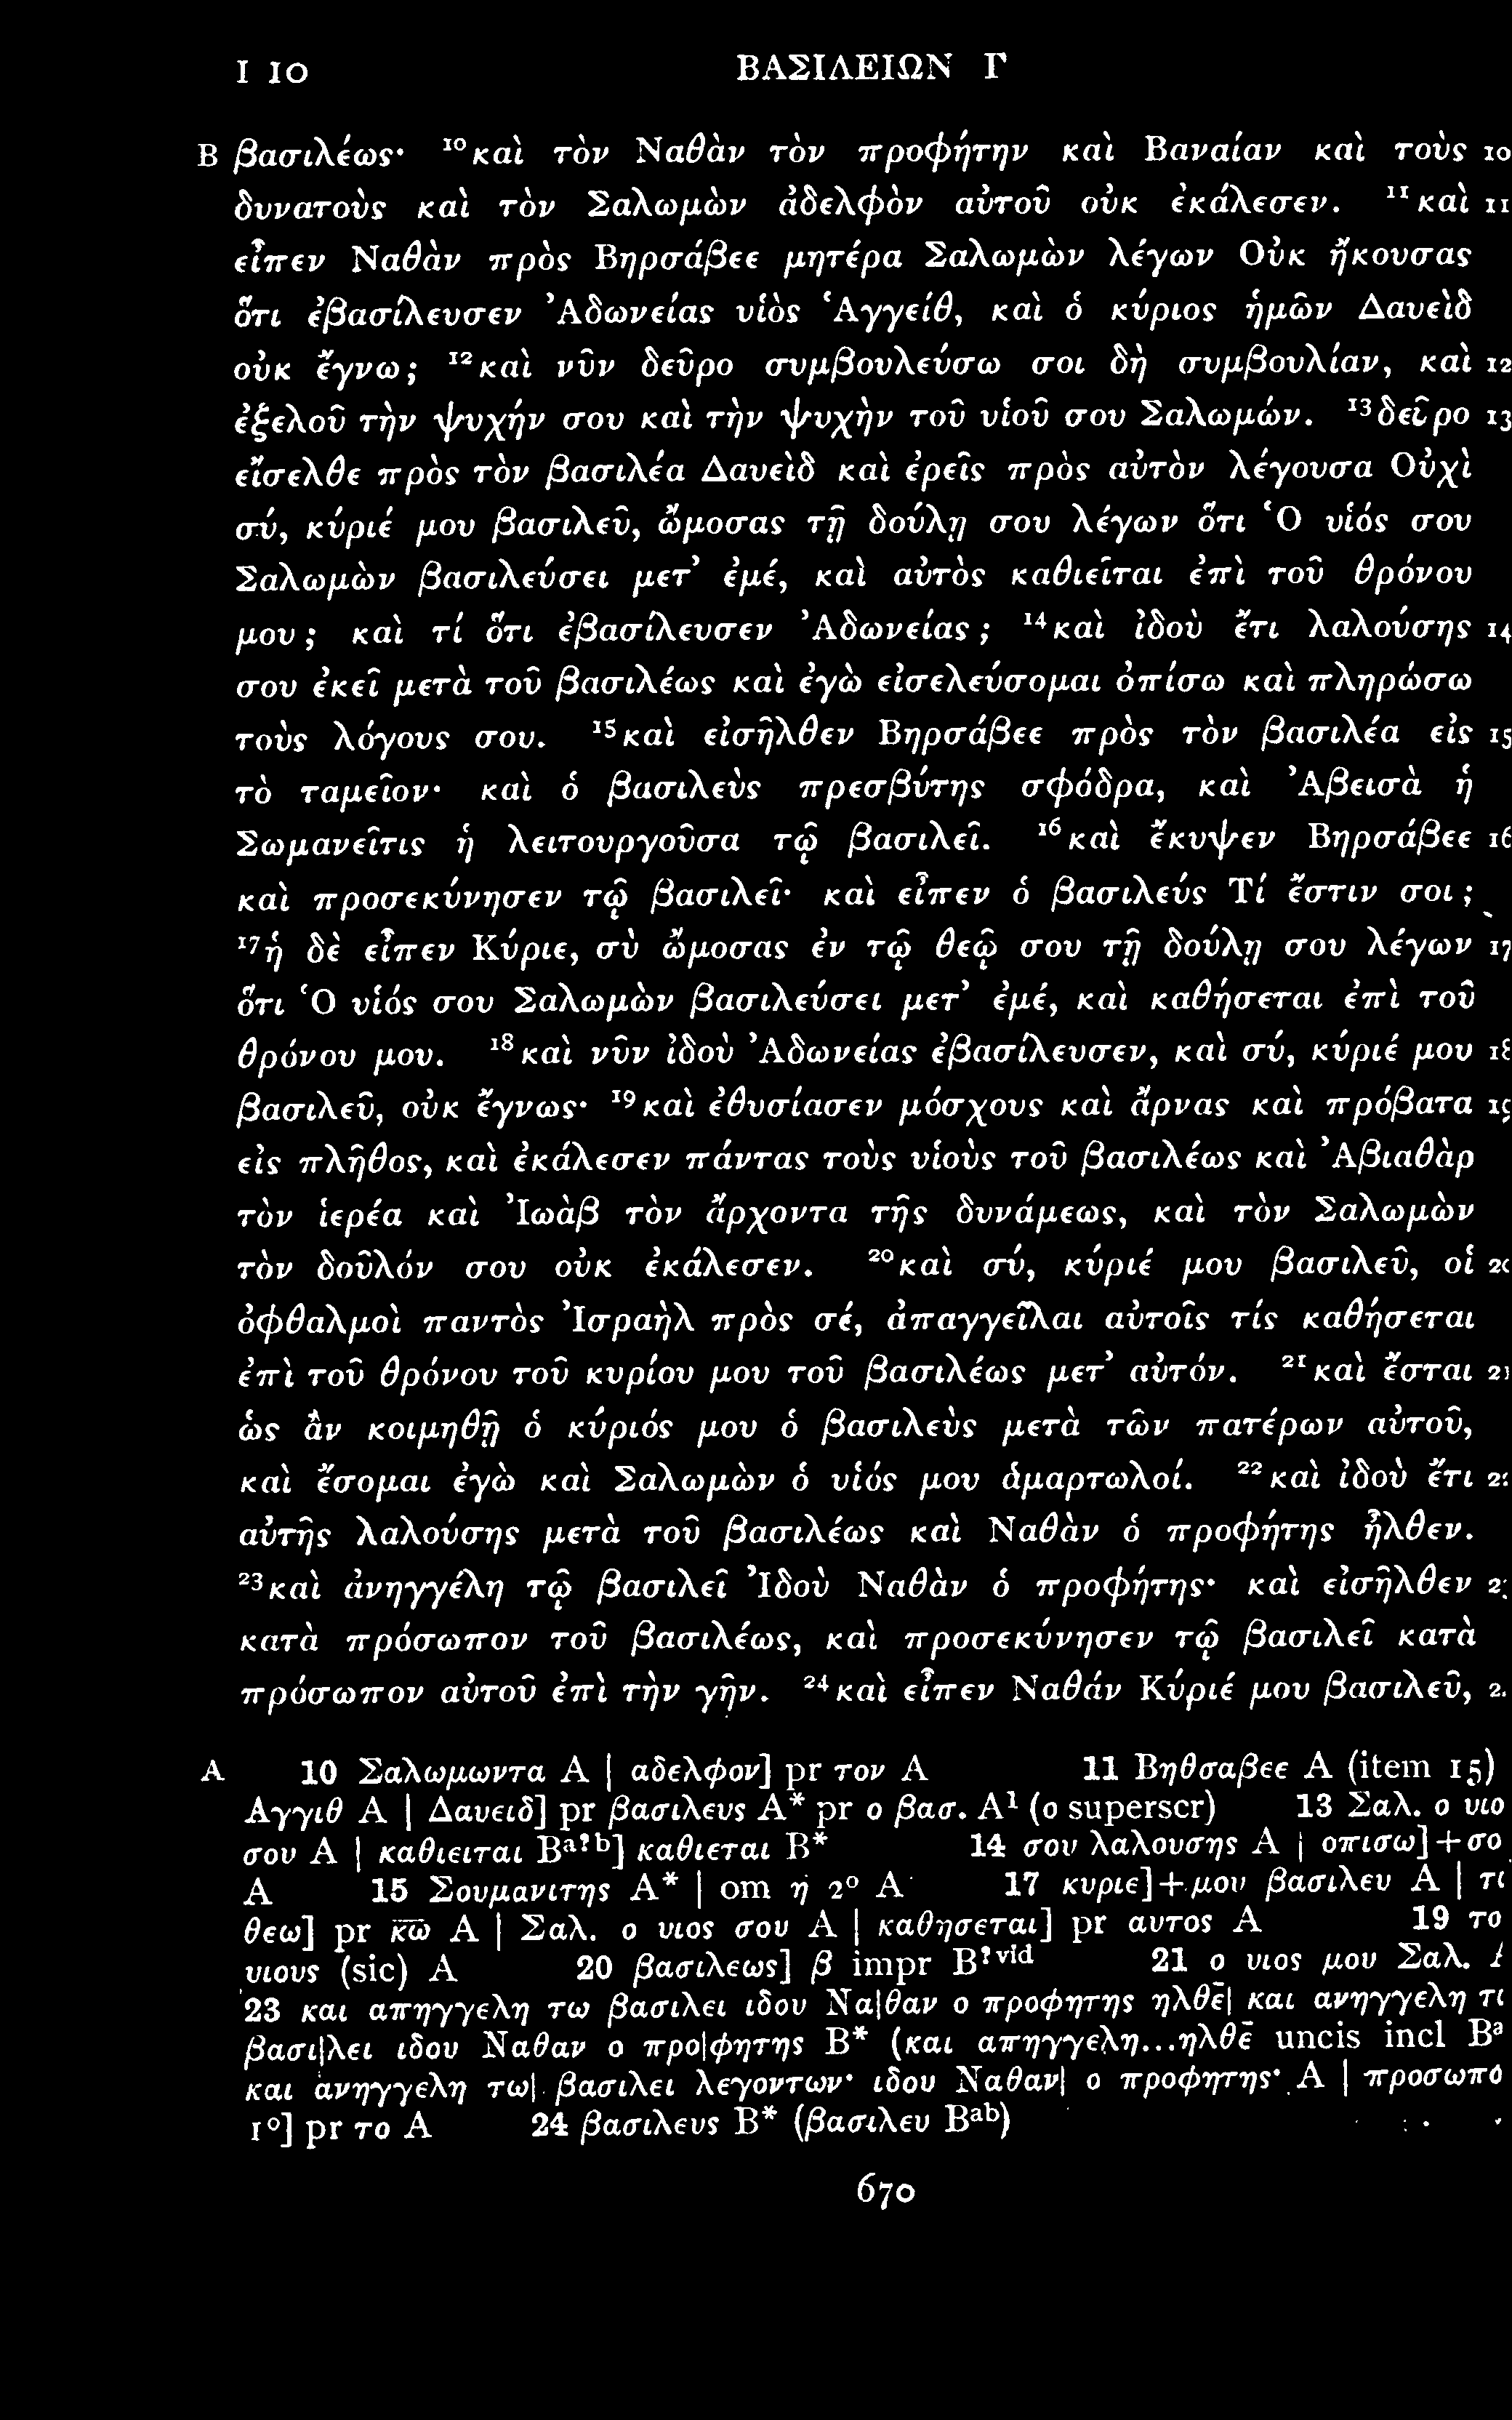 I 10 ΒΑΣΙΛΕΙΩΝ Γ
B βασιλέως· ¹⁰καὶ τὸν Ναθὰν τὸν προφήτην καὶ Βαναίαν καὶ τοὺς 10
δυνατοὺς καὶ τὸν Σαλωμὼν ἀδελφὸν αὐτοῦ οὐκ ἐκάλεσεν. ¹¹καὶ 11
εἶπεν Ναθὰν πρὸς Βηρσάβεε μητέρα Σαλωμὼν λέγων Οὐκ ἤκουσας
ὅτι ἐβασίλευσεν Ἀδωνείας υἱὸς Ἁγγείθ, καὶ ὁ κύριος ἡμῶν Δαυεὶδ
οὐκ ἔγνω; ¹²καὶ νῦν δεῦρο συμβουλεύσω σοι δὴ συμβουλίαν, καὶ 12
ἐξελοῦ τὴν ψυχήν σου καὶ τὴν ψυχὴν τοῦ υἱοῦ σου Σαλωμών. ¹³δεῦρο 13
εἴσελθε πρὸς τὸν βασιλέα Δαυεὶδ καὶ ἐρεῖς πρὸς αὐτὸν λέγουσα Οὐχὶ
σύ, κύριέ μου βασιλεῦ, ὤμοσας τῇ δούλῃ σου λέγων ὅτι Ὁ υἱός σου
Σαλωμὼν βασιλεύσει μετ’ ἐμέ, καὶ αὐτὸς καθιεῖται ἐπὶ τοῦ θρόνου
μου; καὶ τί ὅτι ἐβασίλευσεν Ἀδωνείας; ¹⁴καὶ ἰδοὺ ἔτι λαλούσης 14
σου ἐκεῖ μετὰ τοῦ βασιλέως καὶ ἐγὼ εἰσελεύσομαι ὀπίσω καὶ πληρώσω
τοὺς λόγους σου. ¹⁵καὶ εἰσῆλθεν Βηρσάβεε πρὸς τὸν βασιλέα εἰς 15
τὸ ταμεῖον· καὶ ὁ βασιλεὺς πρεσβύτης σφόδρα, καὶ Ἀβεισὰ ἡ
Σωμανεῖτις ἡ λειτουργοῦσα τῷ βασιλεῖ. ¹⁶καὶ ἔκυψεν Βηρσάβεε 16
καὶ προσεκύνησεν τῷ βασιλεῖ· καὶ εἶπεν ὁ βασιλεύς Τί ἔστιν σοι;
¹⁷ἡ δὲ εἶπεν Κύριε, σὺ ὤμοσας ἐν τῷ θεῷ σου τῇ δούλῃ σου λέγων 17
ὅτι Ὁ υἱός σου Σαλωμὼν βασιλεύσει μετ’ ἐμέ, καὶ καθήσεται ἐπὶ τοῦ
θρόνου μου. ¹⁸καὶ νῦν ἰδοὺ Ἀδωνείας ἐβασίλευσεν, καὶ σύ, κύριέ μου 18
βασιλεῦ, οὐκ ἔγνως· ¹⁹καὶ ἐθυσίασεν μόσχους καὶ ἄρνας καὶ πρόβατα 19
εἰς πλῆθος, καὶ ἐκάλεσεν πάντας τοὺς υἱοὺς τοῦ βασιλέως καὶ Ἀβιαθὰρ
τὸν ἱερέα καὶ Ἰωὰβ τὸν ἄρχοντα τῆς δυνάμεως, καὶ τὸν Σαλωμὼν
τὸν δοῦλόν σου οὐκ ἐκάλεσεν. ²⁰καὶ σύ, κύριέ μου βασιλεῦ, οἱ 2
ὀφθαλμοὶ παντὸς Ἰσραὴλ πρὸς σέ, ἀπαγγεῖλαι αὐτοῖς τίς καθήσεται
ἐπὶ τοῦ θρόνου τοῦ κυρίου μου τοῦ βασιλέως μετ’ αὐτόν. ²¹καὶ ἔσται 21
ὡς ἂν κοιμηθῇ ὁ κύριός μου ὁ βασιλεὺς μετὰ τῶν πατέρων αὐτοῦ,
καὶ ἔσομαι ἐγὼ καὶ Σαλωμὼν ὁ υἱός μου ἁμαρτωλοί. ²²καὶ ἰδοὺ ἔτι 2
αὐτῆς λαλούσης μετὰ τοῦ βασιλέως καὶ Ναθὰν ὁ προφήτης ἦλθεν.
²³καὶ ἀνηγγέλη τῷ βασιλεῖ Ἰδοὺ Ναθὰν ὁ προφήτης· καὶ εἰσῆλθεν 2
κατὰ πρόσωπον τοῦ βασιλέως, καὶ προσεκύνησεν τῷ βασιλεῖ κατὰ
πρόσωπον αὐτοῦ ἐπὶ τὴν γῆν. ²⁴καὶ εἶπεν Ναθάν Κύριέ μου βασιλεῦ, 2
A 10 Σαλωμωντα A | αδελφον] pr τον A 11 Βηθσαβεε A (item 15)
Αγγιθ A | Δαυειδ] pr βασιλευς A* pr ο βασ. A¹ (ο superscr) 13 Σαλ. ο υιο
σου A | καθιειται Bᵃ?ᵇ] καθιεται B* 14 σου λαλουσης A | οπισω]+σο
A 15 Σουμανιτης A* | om η 2° A 17 κυριε]+μου βασιλευ A | τ
θεω] pr κ̅ω̅ A | Σαλ. ο υιος σου A | καθησεται] pr αυτος A 19 το
υιους (sic) A 20 βασιλεως] β impr B?ᵛⁱᵈ 21 ο υιος μου Σαλ.
23 και απηγγελη τω βασιλει ιδου Να|θαν ο προφητης ηλθε̅| και ανηγγελη τ
βασι|λει ιδου Ναθαν ο προ|φητης B* (και απηγγελη...ηλθε̅ uncis incl Bᵃ
και ανηγγελη τω| βασιλει λεγοντων· ιδου Ναθαν| ο προφητης· A | προσωπο
1°] pr το A 24 βασιλευς B* (βασιλευ Bᵃᵇ)
670